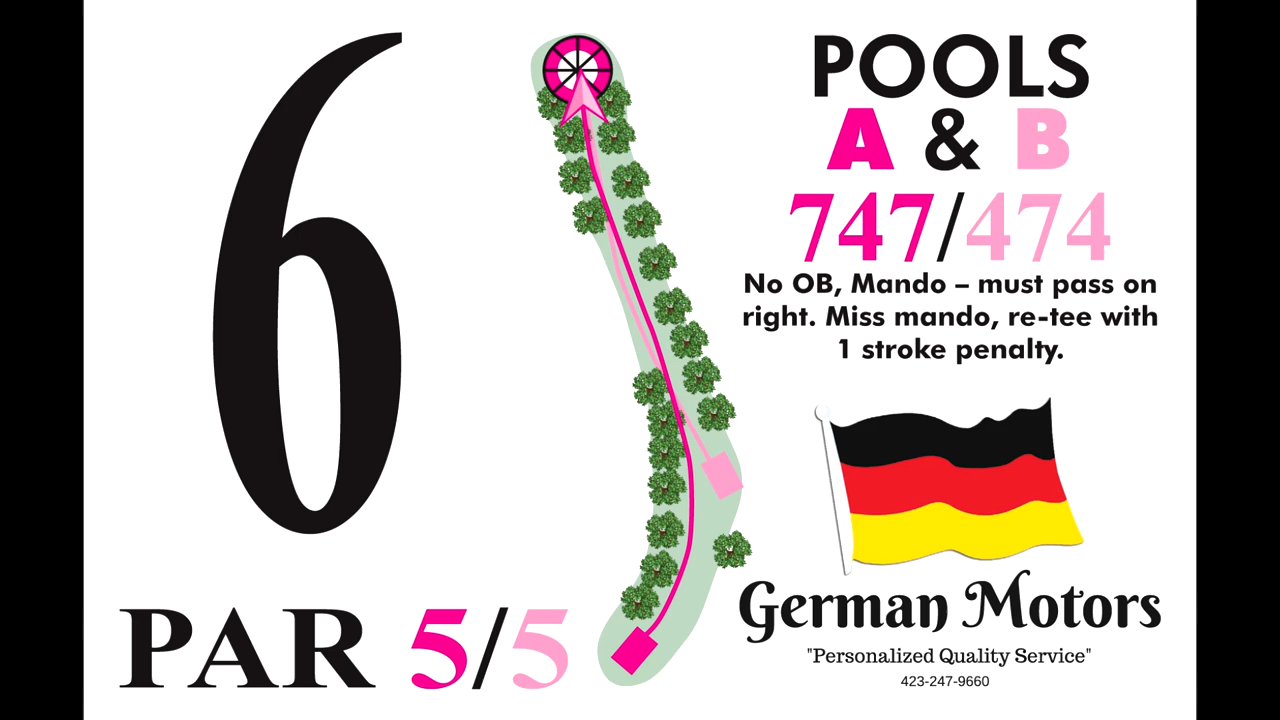 6
PAR 5/5
POOLS
A & B
747/474
No OB, Mando – must pass on
right. Miss mando, re-tee with
1 stroke penalty.
German Motors
"Personalized Quality Service"
423-247-9660